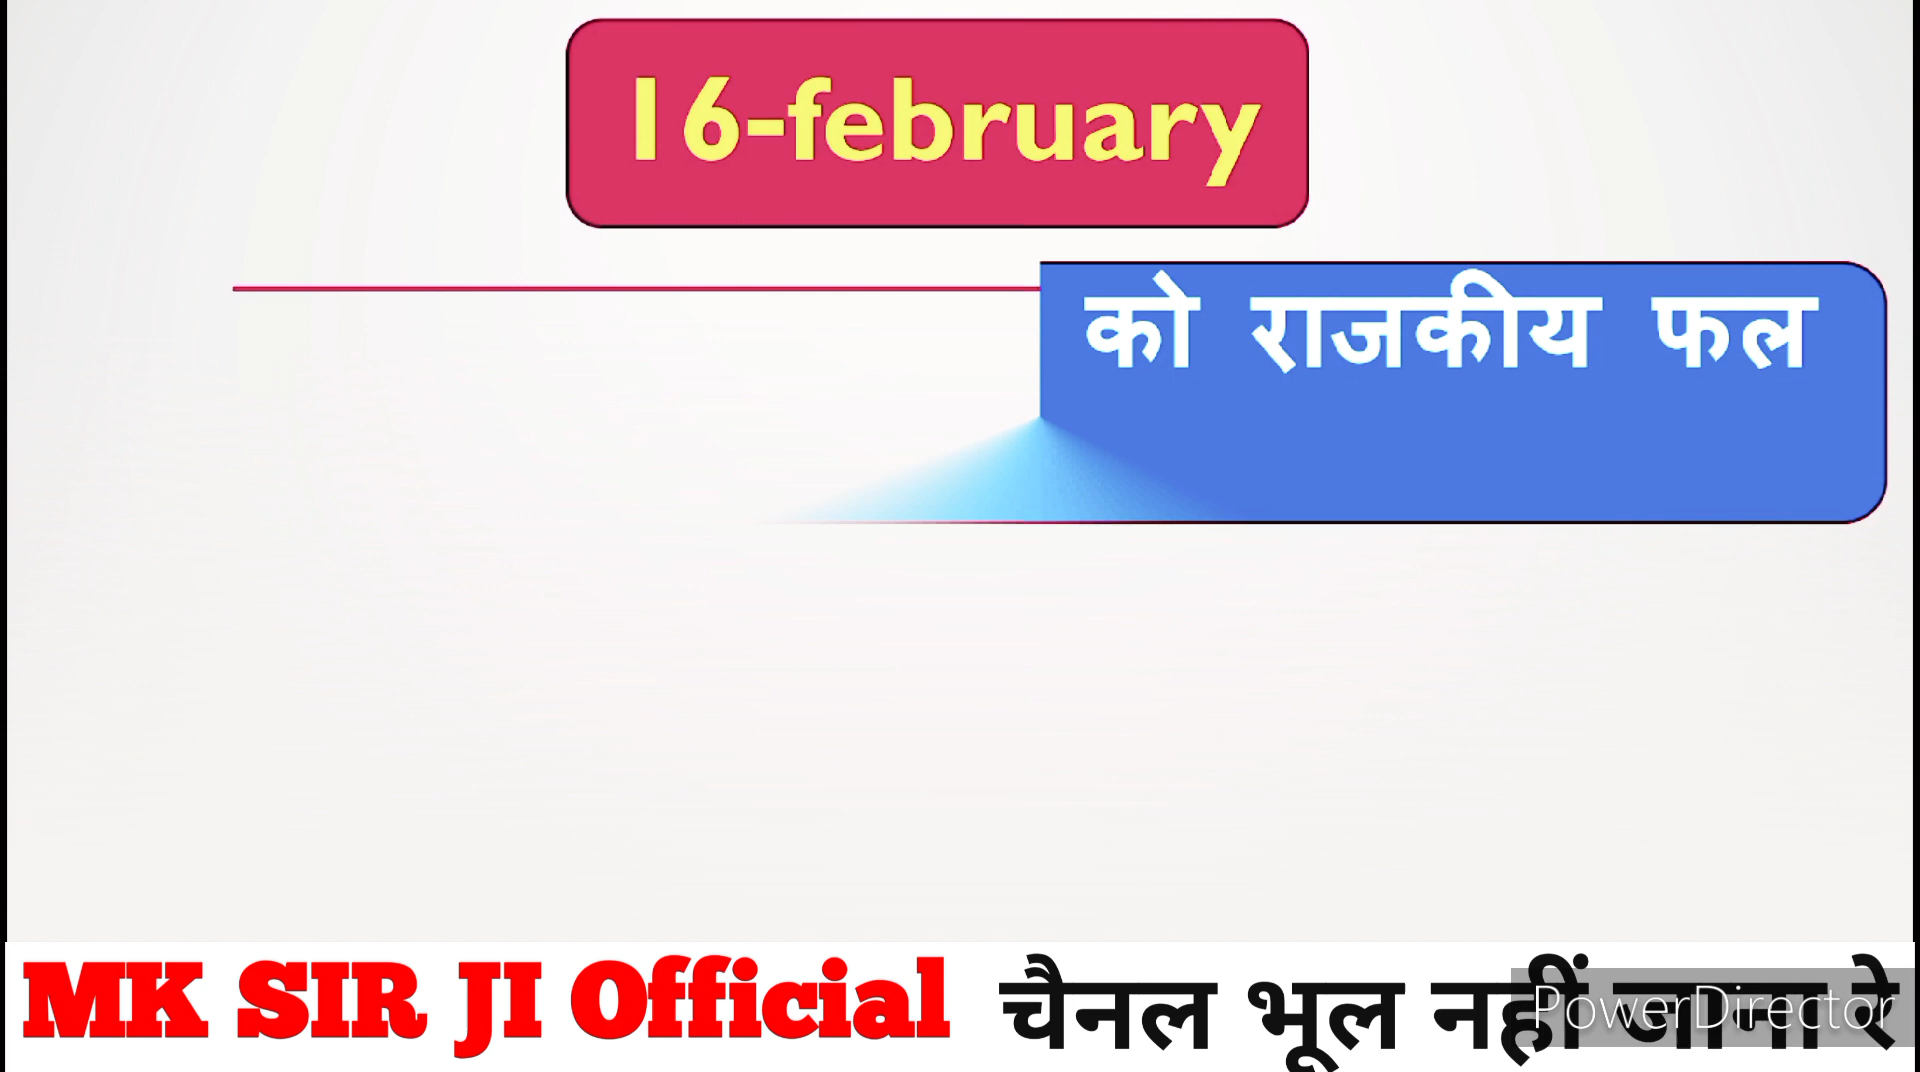 16-february
को राजकीय फल
MK SIR JI Official चैनल भूल नहीं जाना रे
PowerDirector